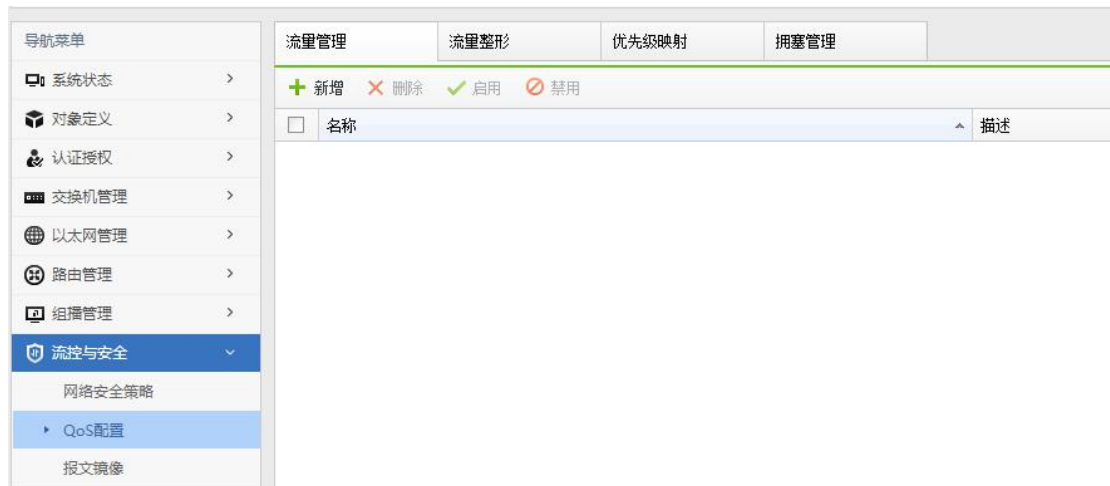 导航菜单
系统状态
对象定义
认证授权
交换机管理
以太网管理
路由管理
组播管理
流控与安全
网络安全策略
QoS配置
报文镜像
流量管理 流量整形 优先级映射 拥塞管理
新增 删除 启用 禁用
名称 描述